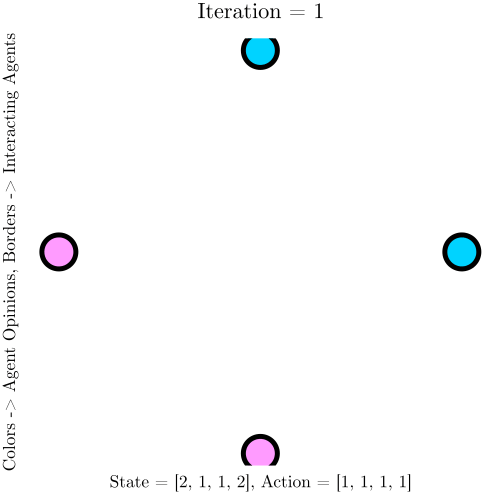 Iteration = 1
Colors -> Agent Opinions, Borders -> Interacting Agents
State = [2, 1, 1, 2], Action = [1, 1, 1, 1]